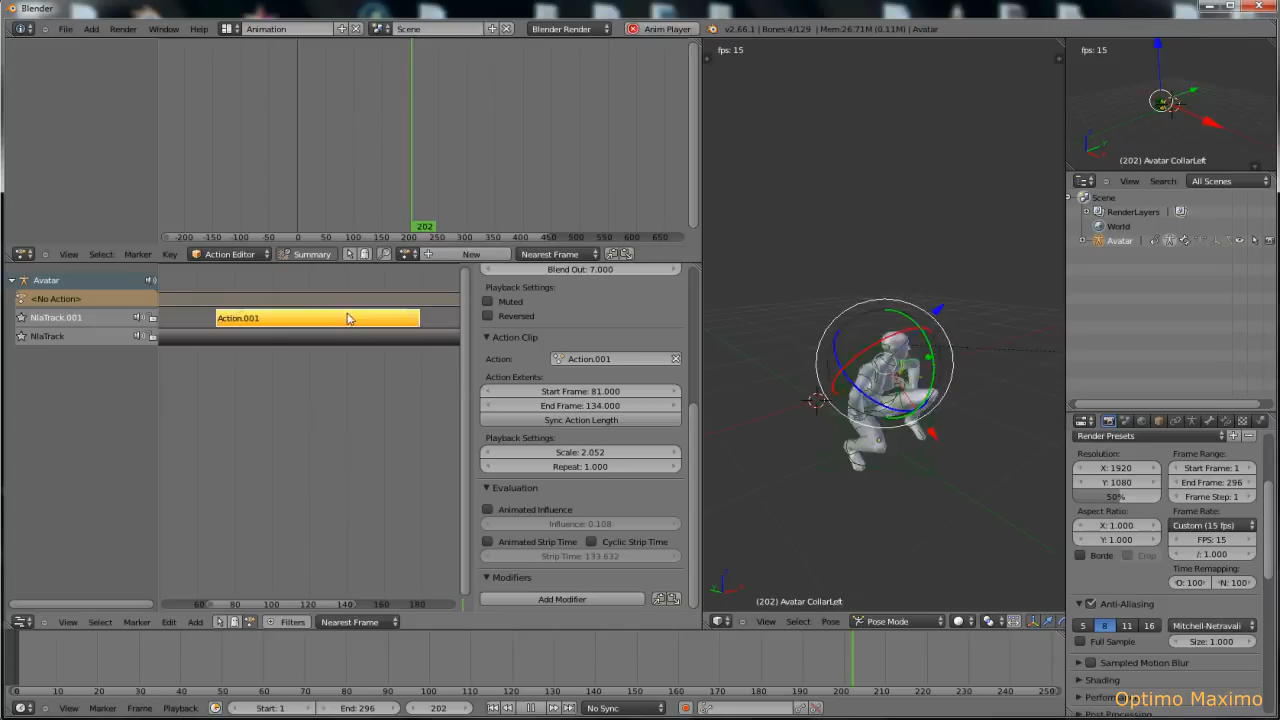 Blender
File Add Render Window Help
Animation
Scene
Blender Render
Anim Player
v2.66.1 | Bones:4/129 | Mem:26.71M (0.11M) | Avatar
fps: 15
fps: 15
(202) Avatar CollarLeft
View Search: All Scenes
Scene
RenderLayers
World
Avatar
202
-200 -150 -100 -50 0 50 100 150 200 250 300 350 400 450 500 550 600 650
View Select Marker Key Action Editor Summary New Nearest Frame
Avatar
<No Action>
NlaTrack.001
Action.001
NlaTrack
60 80 100 120 140 160 180
View Select Marker Edit Add Filters Nearest Frame
Blend Out: 7.000
Playback Settings:
Muted
Reversed
Action Clip
Action: Action.001
Action Extents:
Start Frame: 81.000
End Frame: 134.000
Sync Action Length
Playback Settings:
Scale: 2.052
Repeat: 1.000
Evaluation
Animated Influence
Influence: 0.108
Animated Strip Time Cyclic Strip Time
Strip Time: 133.632
Modifiers
Add Modifier
(202) Avatar CollarLeft
View Select Pose Pose Mode
Render Presets
Resolution: Frame Range:
X: 1920 Start Frame: 1
Y: 1080 End Frame: 296
50% Frame Step: 1
Aspect Ratio: Frame Rate:
X: 1.000 Custom (15 fps)
Y: 1.000 FPS: 15
Borde Crop /: 1.000
Time Remapping:
O: 100 N: 100
Anti-Aliasing
5 8 11 16 Mitchell-Netravali
Full Sample Size: 1.000
Sampled Motion Blur
Shading
Performa
Post Processing
0 10 20 30 40 50 60 70 80 90 100 110 120 130 140 150 160 170 180 190 200 210 220 230 240 250
View Marker Frame Playback Start: 1 End: 296 202 No Sync
Optimo Maximo